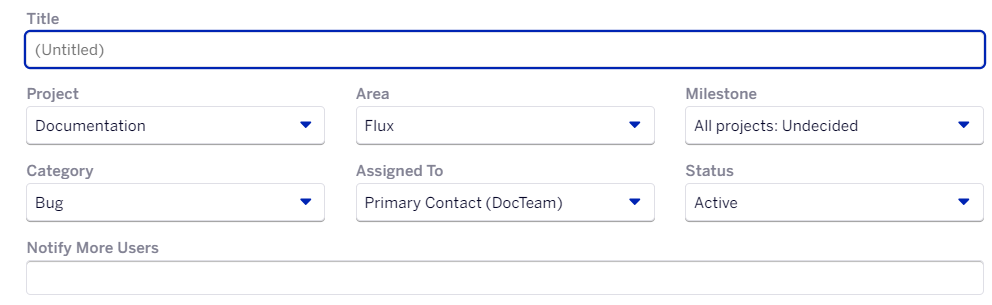 Title
(Untitled)
Project Area Milestone
Documentation Flux All projects: Undecided
Category Assigned To Status
Bug Primary Contact (DocTeam) Active
Notify More Users